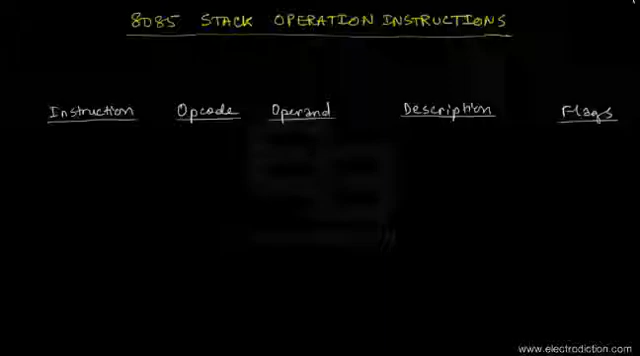 8085 STACK OPERATION INSTRUCTIONS
Instruction Opcode Operand Description Flags
www.electrodiction.com